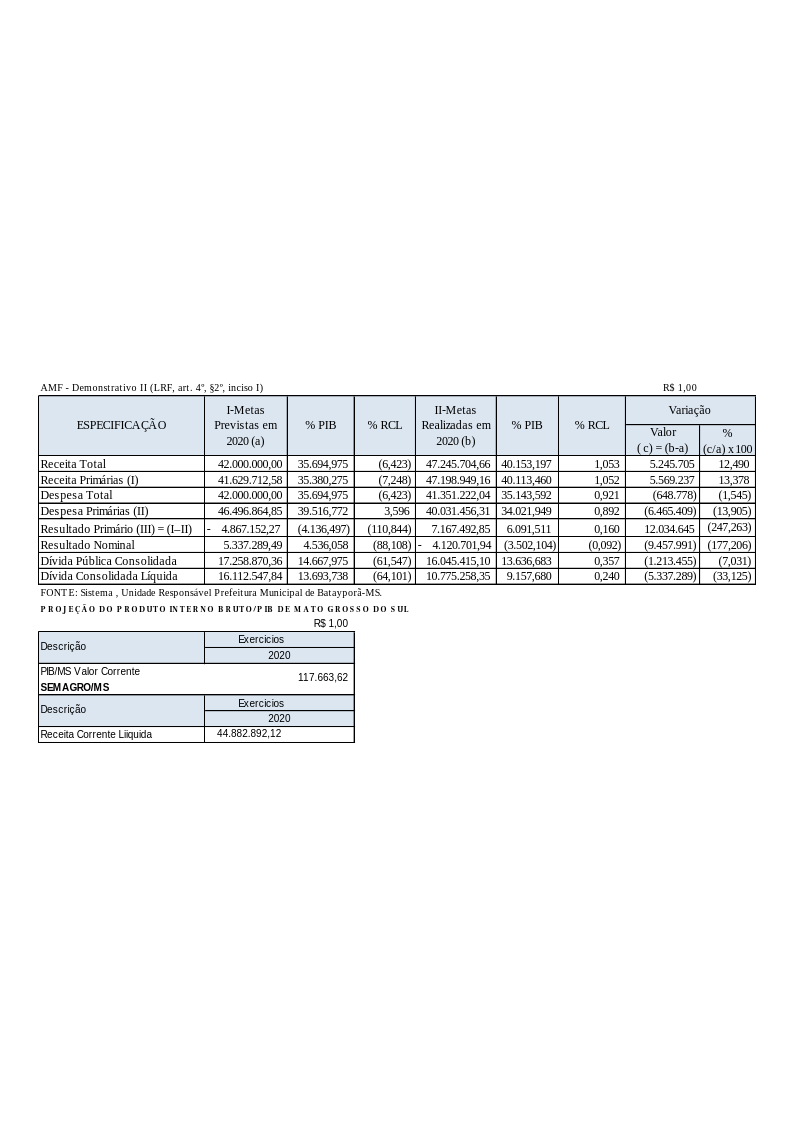 AMF - Demonstrativo II (LRF, art. 4º, §2º, inciso I) R$ 1,00
ESPECIFICAÇÃO I-Metas Previstas em 2020 (a) % PIB % RCL II-Metas Realizadas em 2020 (b) % PIB % RCL Variação
Valor ( c) = (b-a) % (c/a) x 100
Receita Total 42.000.000,00 35.694,975 (6,423) 47.245.704,66 40.153,197 1,053 5.245.705 12,490
Receita Primárias (I) 41.629.712,58 35.380,275 (7,248) 47.198.949,16 40.113,460 1,052 5.569.237 13,378
Despesa Total 42.000.000,00 35.694,975 (6,423) 41.351.222,04 35.143,592 0,921 (648.778) (1,545)
Despesa Primárias (II) 46.496.864,85 39.516,772 3,596 40.031.456,31 34.021,949 0,892 (6.465.409) (13,905)
Resultado Primário (III) = (I–II) - 4.867.152,27 (4.136,497) (110,844) 7.167.492,85 6.091,511 0,160 12.034.645 (247,263)
Resultado Nominal 5.337.289,49 4.536,058 (88,108) - 4.120.701,94 (3.502,104) (0,092) (9.457.991) (177,206)
Dívida Pública Consolidada 17.258.870,36 14.667,975 (61,547) 16.045.415,10 13.636,683 0,357 (1.213.455) (7,031)
Dívida Consolidada Líquida 16.112.547,84 13.693,738 (64,101) 10.775.258,35 9.157,680 0,240 (5.337.289) (33,125)
FONTE: Sistema , Unidade Responsável Prefeitura Municipal de Batayporã-MS.
PROJEÇÃO DO PRODUTO INTERNO BRUTO/PIB DE MATO GROSSO DO SUL
R$ 1,00
Descrição Exercicios
2020
PIB/MS Valor Corrente 117.663,62
SEMAGRO/MS
Descrição Exercicios
2020
Receita Corrente Liiquida 44.882.892,12